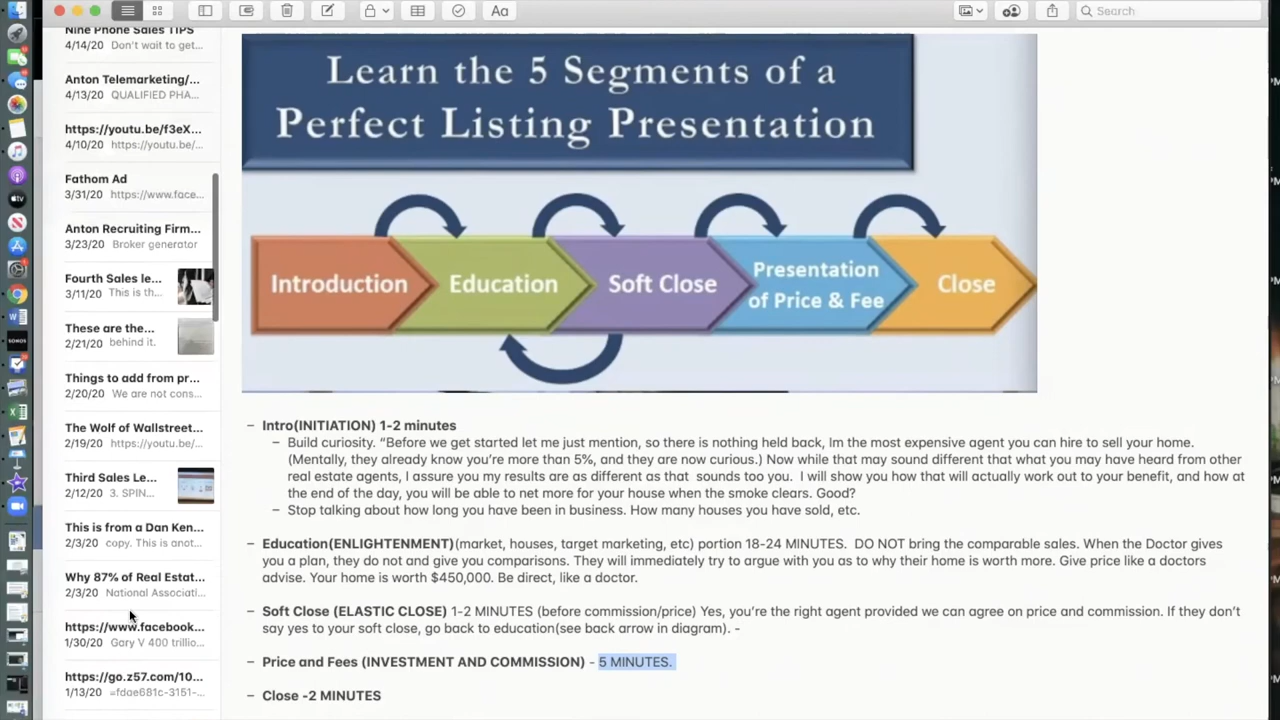 Aa
Search
Nine Phone Sales TIPS
4/14/20 Don't wait to get...
Anton Telemarketing/...
4/13/20 QUALIFIED PHA...
https://youtu.be/f3eX...
4/10/20 https://youtu.be/...
Fathom Ad
3/31/20 https://www.face...
Anton Recruiting Firm...
3/23/20 Broker generator
Fourth Sales le...
3/11/20 This is th...
These are the...
2/21/20 behind it.
Things to add from pr...
2/20/20 We are not cons...
The Wolf of Wallstreet...
2/19/20 https://youtu.be/...
Third Sales Le...
2/12/20 3. SPIN...
This is from a Dan Ken...
2/3/20 copy. This is anot...
Why 87% of Real Estat...
2/3/20 National Associati...
https://www.facebook...
1/30/20 Gary V 400 trillio...
https://go.z57.com/10...
1/13/20 =fdae681c-3151-...
Learn the 5 Segments of a
Perfect Listing Presentation
Introduction
Education
Soft Close
Presentation
of Price & Fee
Close
– Intro(INITIATION) 1-2 minutes
– Build curiosity. “Before we get started let me just mention, so there is nothing held back, Im the most expensive agent you can hire to sell your home.
(Mentally, they already know you’re more than 5%, and they are now curious.) Now while that may sound different that what you may have heard from other
real estate agents, I assure you my results are as different as that sounds too you. I will show you how that will actually work out to your benefit, and how at
the end of the day, you will be able to net more for your house when the smoke clears. Good?
– Stop talking about how long you have been in business. How many houses you have sold, etc.
– Education(ENLIGHTENMENT)(market, houses, target marketing, etc) portion 18-24 MINUTES. DO NOT bring the comparable sales. When the Doctor gives
you a plan, they do not and give you comparisons. They will immediately try to argue with you as to why their home is worth more. Give price like a doctors
advise. Your home is worth $450,000. Be direct, like a doctor.
– Soft Close (ELASTIC CLOSE) 1-2 MINUTES (before commission/price) Yes, you’re the right agent provided we can agree on price and commission. If they don’t
say yes to your soft close, go back to education(see back arrow in diagram). -
– Price and Fees (INVESTMENT AND COMMISSION) - 5 MINUTES.
– Close -2 MINUTES